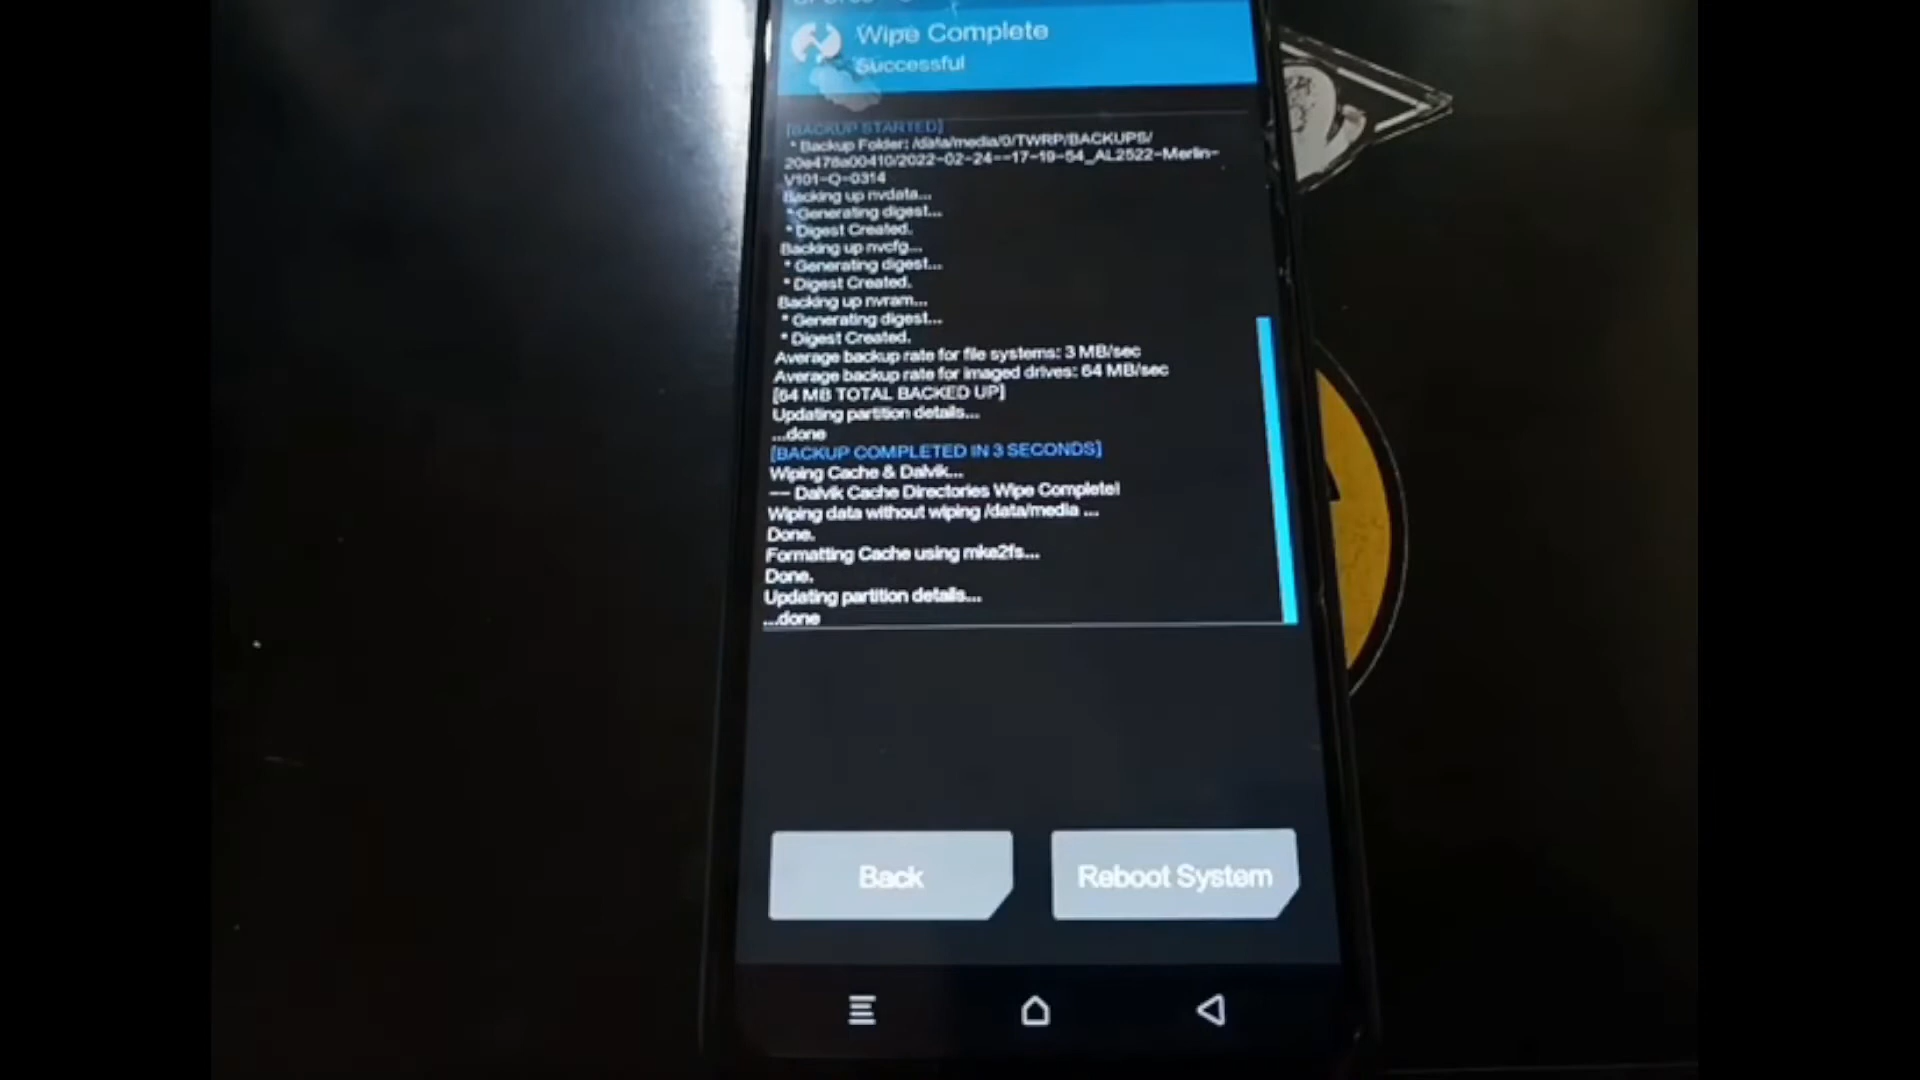 Wipe Complete
Successful
[BACKUP STARTED]
* Backup Folder: /data/media/0/TWRP/BACKUPS/
20e478a00410/2022-02-24--17-19-54_AL2522-Merlin-
V101-Q-0314
Backing up nvdata...
* Generating digest...
* Digest Created.
Backing up nvcfg...
* Generating digest...
* Digest Created.
Backing up nvram...
* Generating digest...
* Digest Created.
Average backup rate for file systems: 3 MB/sec
Average backup rate for imaged drives: 64 MB/sec
[64 MB TOTAL BACKED UP]
Updating partition details...
...done
[BACKUP COMPLETED IN 3 SECONDS]
Wiping Cache & Dalvik...
-- Dalvik Cache Directories Wipe Complete!
Wiping data without wiping /data/media ...
Done.
Formatting Cache using mke2fs...
Done.
Updating partition details...
...done
Back
Reboot System